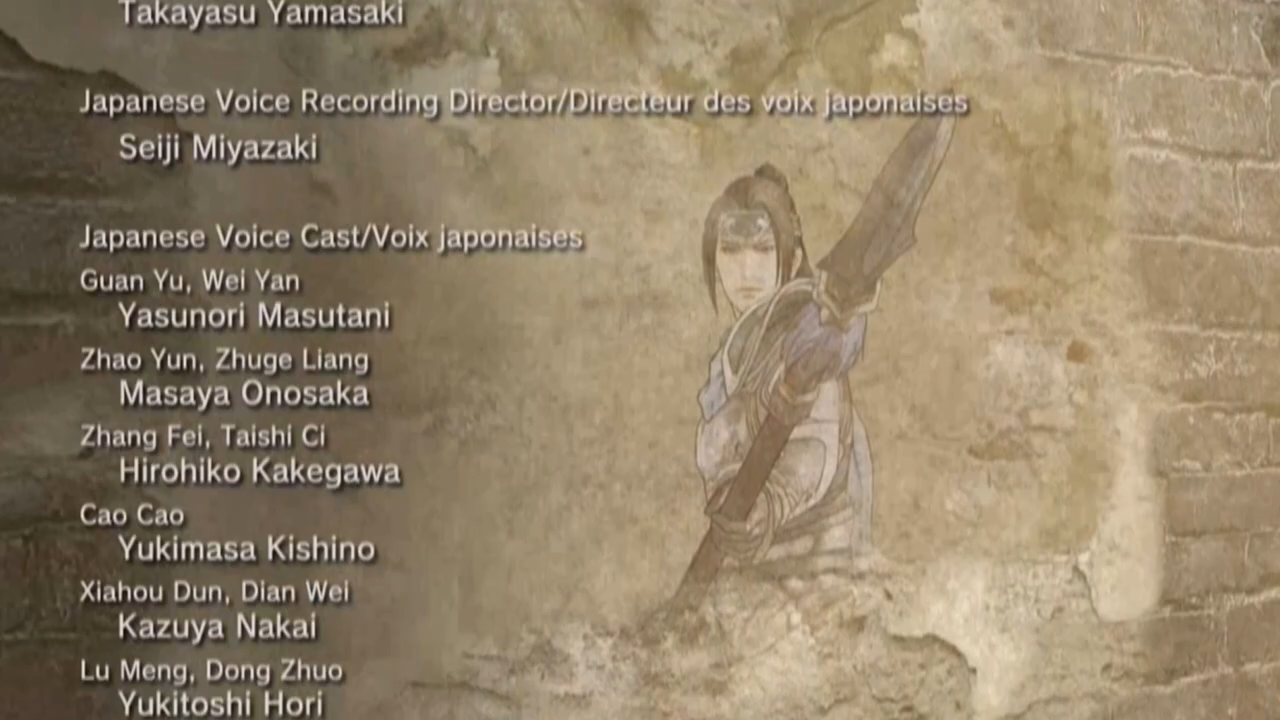 Takayasu Yamasaki
Japanese Voice Recording Director/Directeur des voix japonaises
Seiji Miyazaki
Japanese Voice Cast/Voix japonaises
Guan Yu, Wei Yan
Yasunori Masutani
Zhao Yun, Zhuge Liang
Masaya Onosaka
Zhang Fei, Taishi Ci
Hirohiko Kakegawa
Cao Cao
Yukimasa Kishino
Xiahou Dun, Dian Wei
Kazuya Nakai
Lu Meng, Dong Zhuo
Yukitoshi Hori